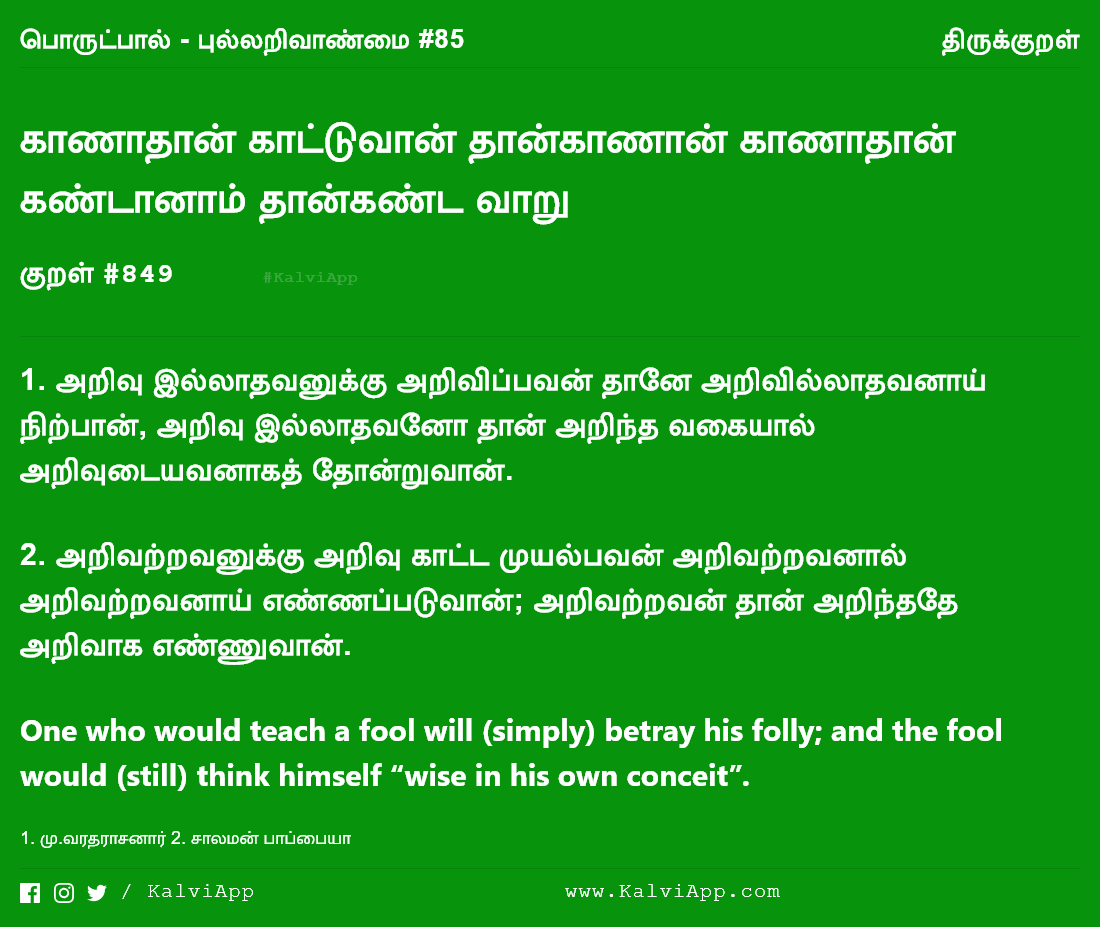 பொருட்பால் - புல்லறிவாண்மை #85 திருக்குறள்
காணாதான் காட்டுவான் தான்காணான் காணாதான்
கண்டானாம் தான்கண்ட வாறு
குறள் #849 #KalviApp
1. அறிவு இல்லாதவனுக்கு அறிவிப்பவன் தானே அறிவில்லாதவனாய்
நிற்பான், அறிவு இல்லாதவனோ தான் அறிந்த வகையால்
அறிவுடையவனாகத் தோன்றுவான்.
2. அறிவற்றவனுக்கு அறிவு காட்ட முயல்பவன் அறிவற்றவனால்
அறிவற்றவனாய் எண்ணப்படுவான்; அறிவற்றவன் தான் அறிந்ததே
அறிவாக எண்ணுவான்.
One who would teach a fool will (simply) betray his folly; and the fool
would (still) think himself “wise in his own conceit”.
1. மு.வரதராசனார் 2. சாலமன் பாப்பையா
/ KalviApp www.KalviApp.com